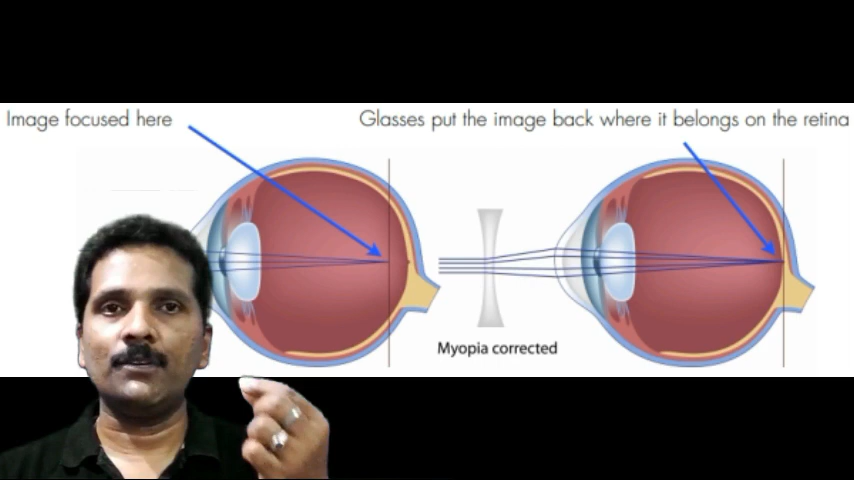 Image focused here
Glasses put the image back where it belongs on the retina
Myopia corrected